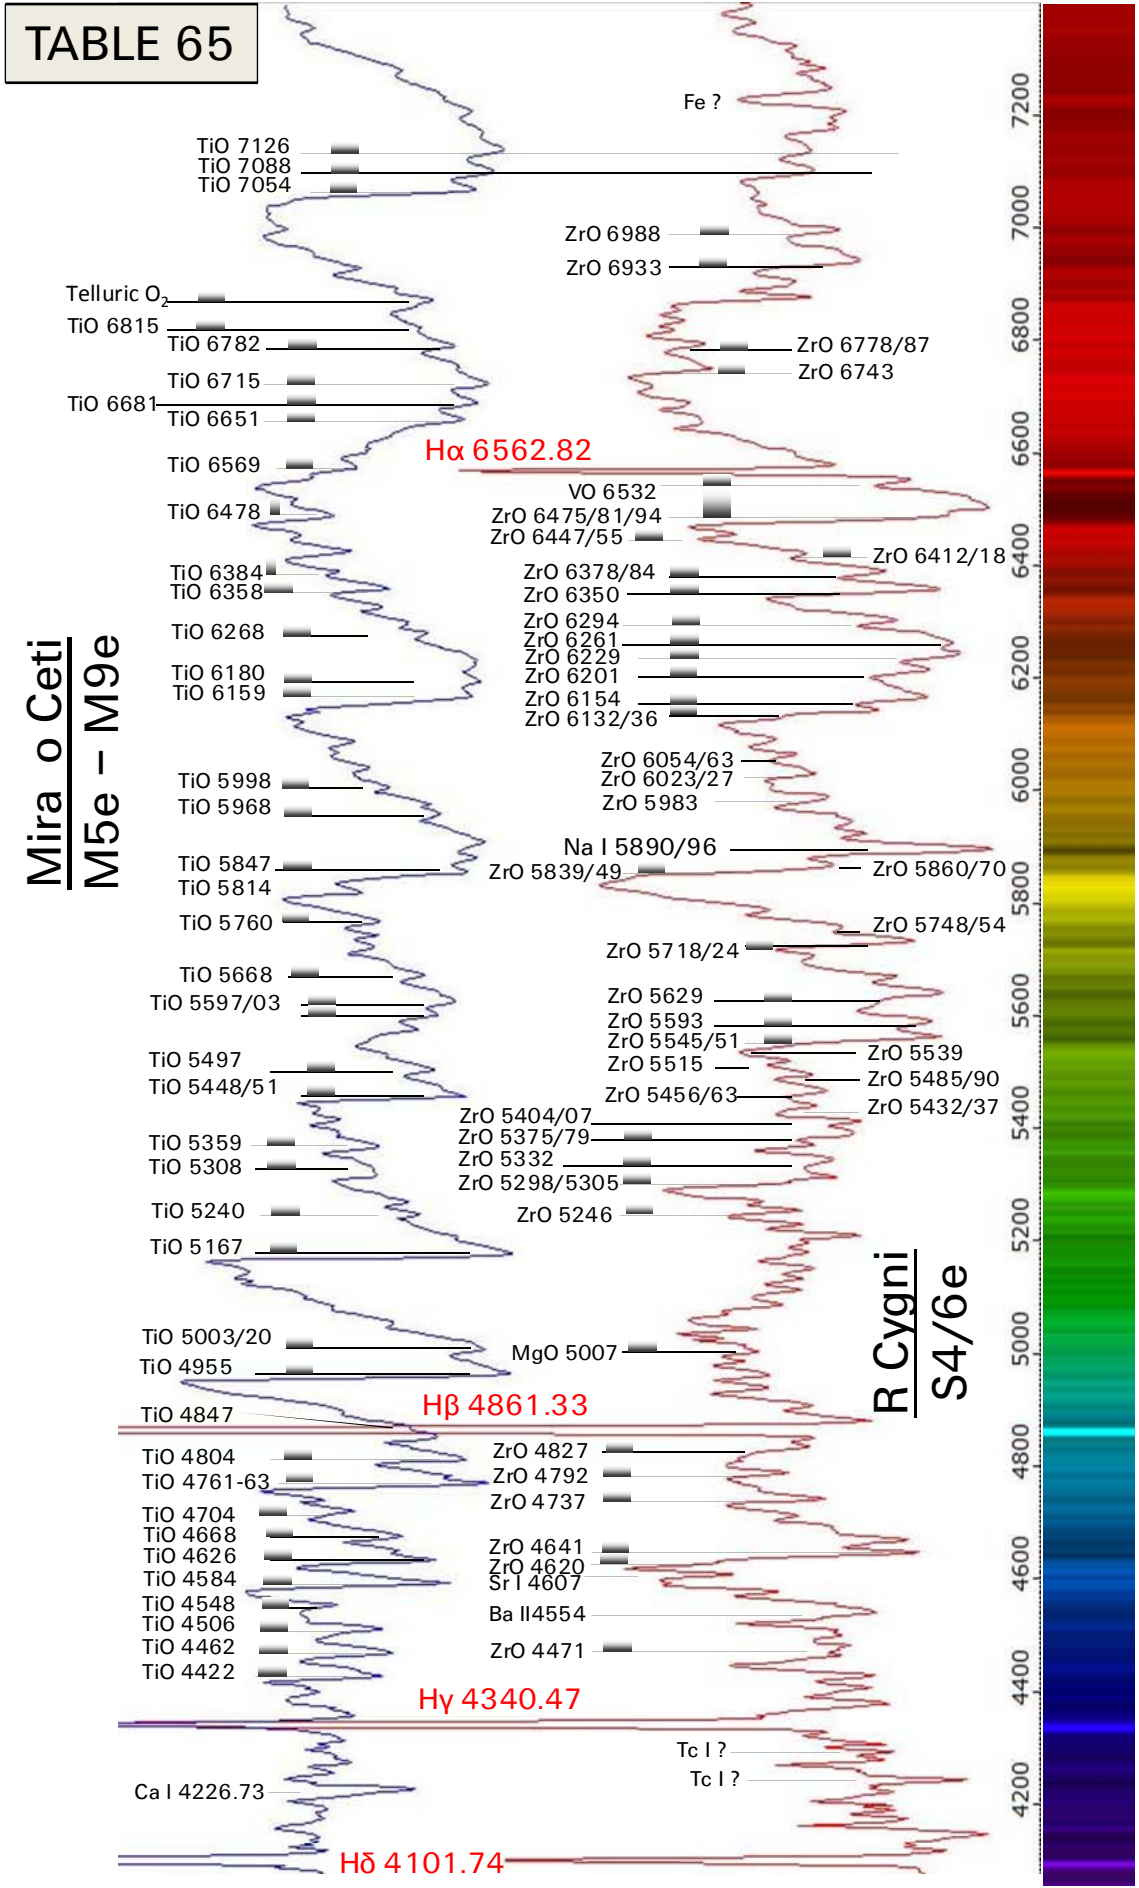 TABLE 65
Fe ?
TiO 7126
TiO 7088
TiO 7054
ZrO 6988
ZrO 6933
Telluric O₂
TiO 6815
TiO 6782
TiO 6715
TiO 6681
TiO 6651
ZrO 6778/87
ZrO 6743
Hα 6562.82
TiO 6569
TiO 6478
VO 6532
ZrO 6475/81/94
ZrO 6447/55
ZrO 6412/18
TiO 6384
TiO 6358
ZrO 6378/84
ZrO 6350
TiO 6268
ZrO 6294
ZrO 6261
ZrO 6229
ZrO 6201
TiO 6180
TiO 6159
ZrO 6154
ZrO 6132/36
Mira o Ceti
M5e – M9e
ZrO 6054/63
ZrO 6023/27
ZrO 5983
TiO 5998
TiO 5968
Na I 5890/96
TiO 5847
TiO 5814
ZrO 5839/49
ZrO 5860/70
TiO 5760
ZrO 5748/54
ZrO 5718/24
TiO 5668
TiO 5597/03
ZrO 5629
ZrO 5593
ZrO 5545/51
ZrO 5539
ZrO 5515
TiO 5497
TiO 5448/51
ZrO 5485/90
ZrO 5456/63
ZrO 5432/37
ZrO 5404/07
ZrO 5375/79
ZrO 5332
ZrO 5298/5305
TiO 5359
TiO 5308
TiO 5240
ZrO 5246
TiO 5167
R Cygni
S4/6e
TiO 5003/20
TiO 4955
MgO 5007
Hβ 4861.33
TiO 4847
TiO 4804
TiO 4761-63
ZrO 4827
ZrO 4792
ZrO 4737
TiO 4704
TiO 4668
TiO 4626
TiO 4584
ZrO 4641
ZrO 4620
Sr I 4607
TiO 4548
TiO 4506
TiO 4462
TiO 4422
Ba II4554
ZrO 4471
Hγ 4340.47
Tc I ?
Tc I ?
Ca I 4226.73
Hδ 4101.74
7200
7000
6800
6600
6400
6200
6000
5800
5600
5400
5200
5000
4800
4600
4400
4200